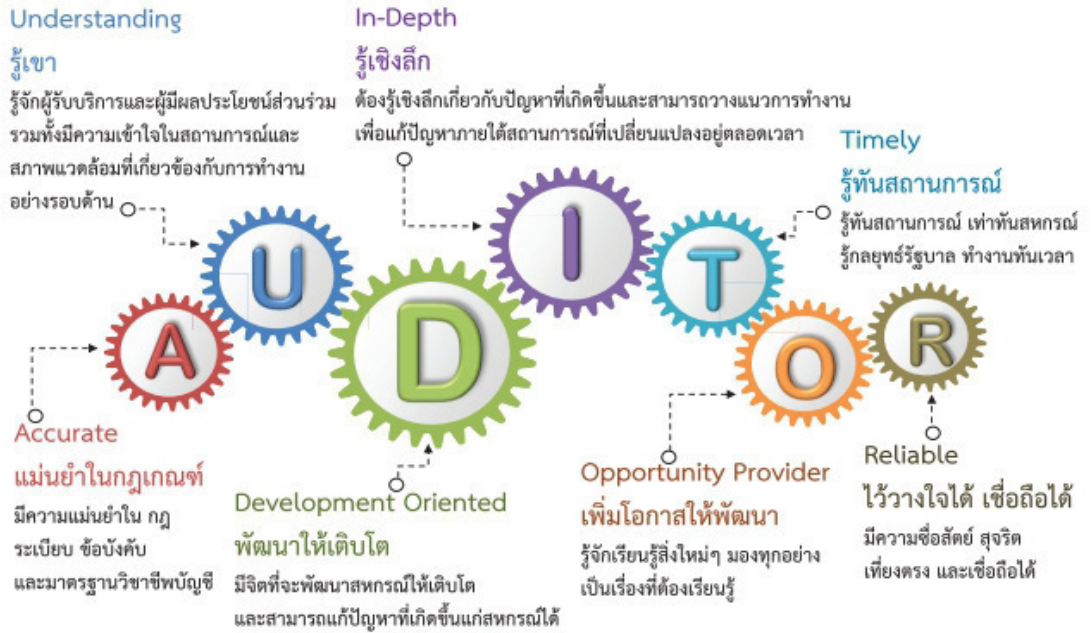 Understanding
รู้เขา
รู้จักผู้รับบริการและผู้มีผลประโยชน์ส่วนร่วม
รวมทั้งมีความเข้าใจในสถานการณ์และ
สภาพแวดล้อมที่เกี่ยวข้องกับการทำงาน
อย่างรอบด้าน
In-Depth
รู้เชิงลึก
ต้องรู้เชิงลึกเกี่ยวกับปัญหาที่เกิดขึ้นและสามารถวางแนวการทำงาน
เพื่อแก้ปัญหาภายใต้สถานการณ์ที่เปลี่ยนแปลงอยู่ตลอดเวลา
Timely
รู้ทันสถานการณ์
รู้ทันสถานการณ์ เท่าทันสหกรณ์
รู้กลยุทธ์รัฐบาล ทำงานทันเวลา
A U D I T O R
Accurate
แม่นยำในกฎเกณฑ์
มีความแม่นยำใน กฎ
ระเบียบ ข้อบังคับ
และมาตรฐานวิชาชีพบัญชี
Development Oriented
พัฒนาให้เติบโต
มีจิตที่จะพัฒนาสหกรณ์ให้เติบโต
และสามารถแก้ปัญหาที่เกิดขึ้นแก่สหกรณ์ได้
Opportunity Provider
เพิ่มโอกาสให้พัฒนา
รู้จักเรียนรู้สิ่งใหม่ๆ มองทุกอย่าง
เป็นเรื่องที่ต้องเรียนรู้
Reliable
ไว้วางใจได้ เชื่อถือได้
มีความซื่อสัตย์ สุจริต
เที่ยงตรง และเชื่อถือได้